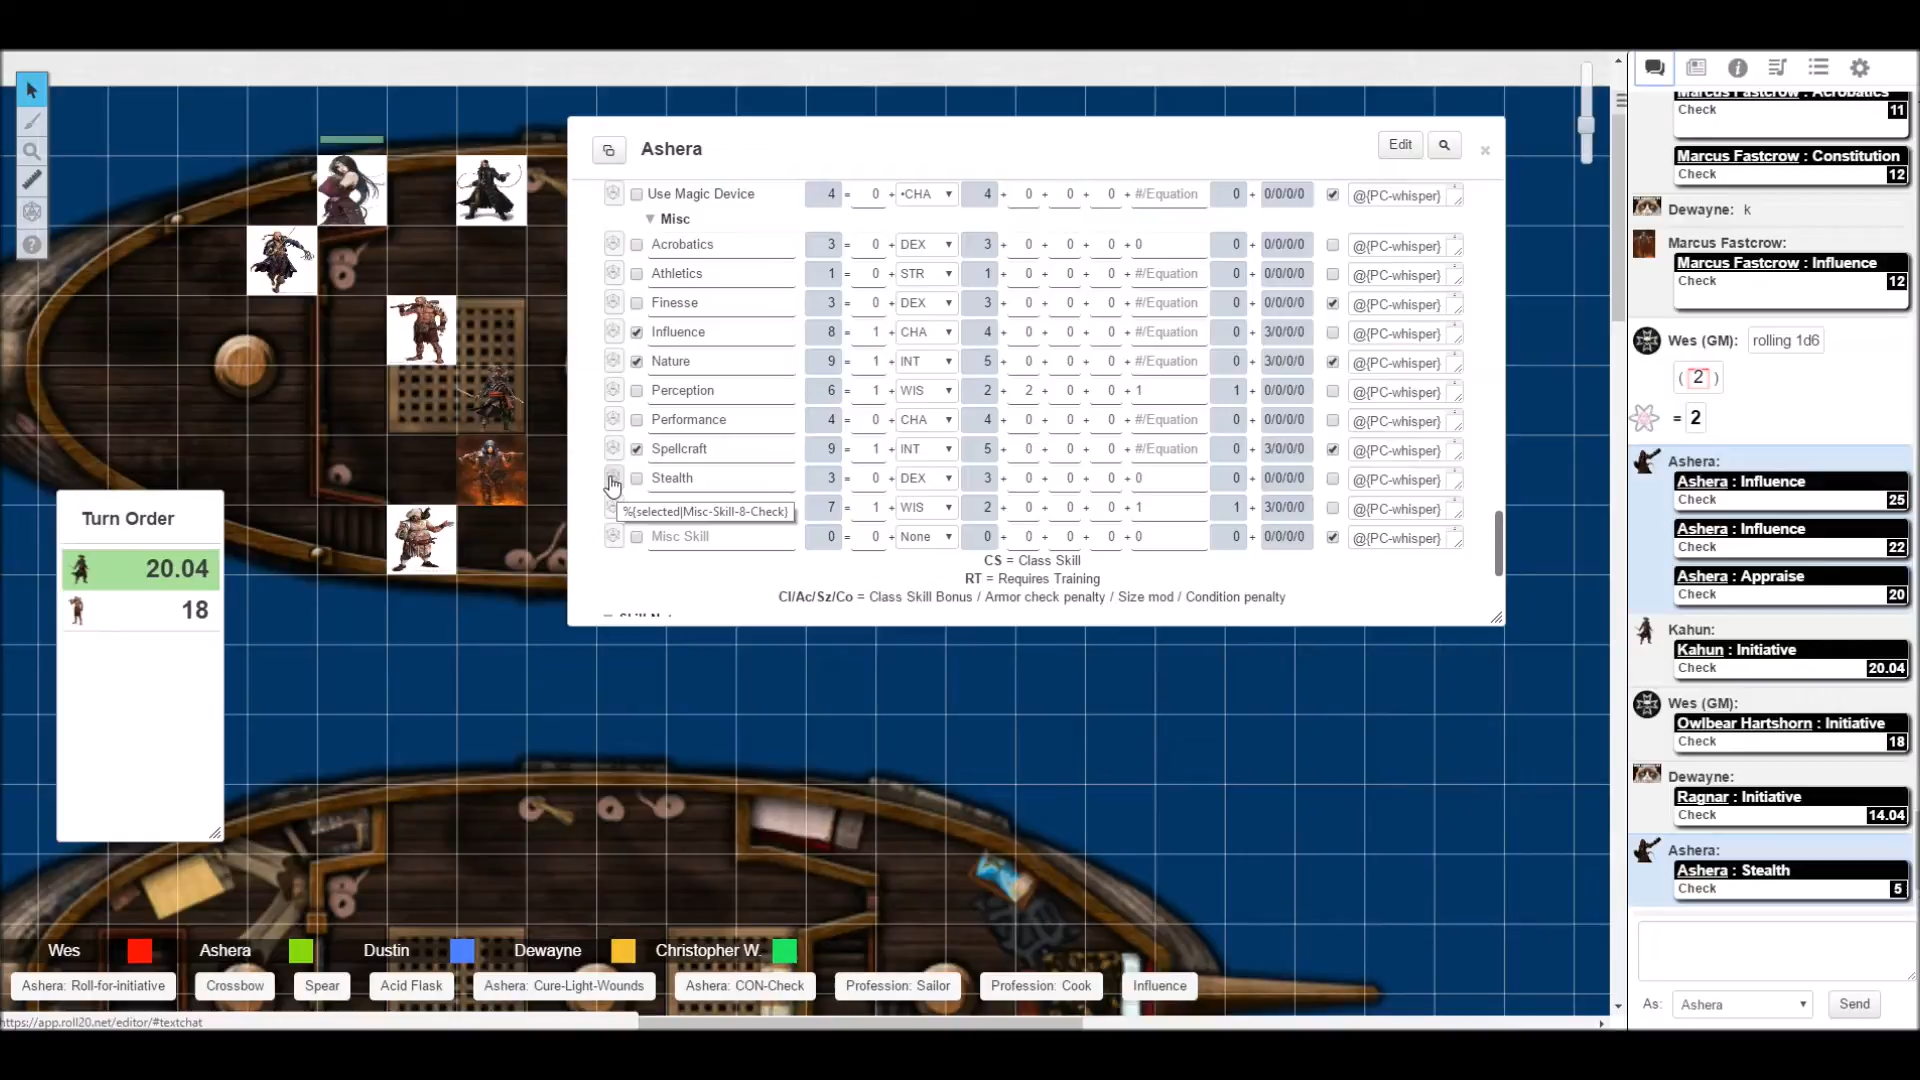 Ashera
Edit
×
Use Magic Device 4 = 0 + •CHA 4 + 0 + 0 + 0 + #/Equation 0 + 0/0/0/0 @{PC-whisper}
Misc
Acrobatics 3 = 0 + DEX 3 + 0 + 0 + 0 + 0 0 + 0/0/0/0 @{PC-whisper}
Athletics 1 = 0 + STR 1 + 0 + 0 + 0 + #/Equation 0 + 0/0/0/0 @{PC-whisper}
Finesse 3 = 0 + DEX 3 + 0 + 0 + 0 + #/Equation 0 + 0/0/0/0 @{PC-whisper}
Influence 8 = 1 + CHA 4 + 0 + 0 + 0 + #/Equation 0 + 3/0/0/0 @{PC-whisper}
Nature 9 = 1 + INT 5 + 0 + 0 + 0 + #/Equation 0 + 3/0/0/0 @{PC-whisper}
Perception 6 = 1 + WIS 2 + 2 + 0 + 0 + 1 1 + 0/0/0/0 @{PC-whisper}
Performance 4 = 0 + CHA 4 + 0 + 0 + 0 + #/Equation 0 + 0/0/0/0 @{PC-whisper}
Spellcraft 9 = 1 + INT 5 + 0 + 0 + 0 + #/Equation 0 + 3/0/0/0 @{PC-whisper}
Stealth 3 = 0 + DEX 3 + 0 + 0 + 0 + 0 0 + 0/0/0/0 @{PC-whisper}
%{selected|Misc-Skill-8-Check} 7 = 1 + WIS 2 + 0 + 0 + 0 + 1 1 + 3/0/0/0 @{PC-whisper}
Misc Skill 0 = 0 + None 0 + 0 + 0 + 0 + 0 0 + 0/0/0/0 @{PC-whisper}
CS = Class Skill
RT = Requires Training
Cl/Ac/Sz/Co = Class Skill Bonus / Armor check penalty / Size mod / Condition penalty
Turn Order
20.04
18
Wes
Ashera
Dustin
Dewayne
Christopher W.
Ashera: Roll-for-initiative
Crossbow
Spear
Acid Flask
Ashera: Cure-Light-Wounds
Ashera: CON-Check
Profession: Sailor
Profession: Cook
Influence
https://app.roll20.net/editor/#textchat
Marcus Fastcrow : Acrobatics
Check 11
Marcus Fastcrow : Constitution
Check 12
Dewayne: k
Marcus Fastcrow:
Marcus Fastcrow : Influence
Check 12
Wes (GM): rolling 1d6
( 2 )
= 2
Ashera:
Ashera : Influence
Check 25
Ashera : Influence
Check 22
Ashera : Appraise
Check 20
Kahun:
Kahun : Initiative
Check 20.04
Wes (GM):
Owlbear Hartshorn : Initiative
Check 18
Dewayne:
Ragnar : Initiative
Check 14.04
Ashera:
Ashera : Stealth
Check 5
As: Ashera Send